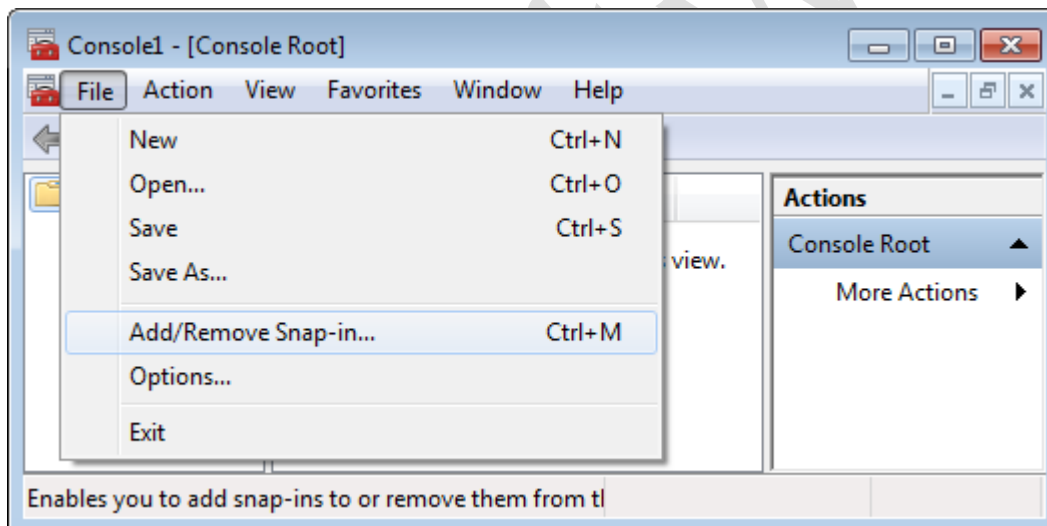 Console1 - [Console Root]
File Action View Favorites Window Help
New Ctrl+N
Open... Ctrl+O
Save Ctrl+S
Save As...
Add/Remove Snap-in... Ctrl+M
Options...
Exit
view.
Actions
Console Root
More Actions
Enables you to add snap-ins to or remove them from